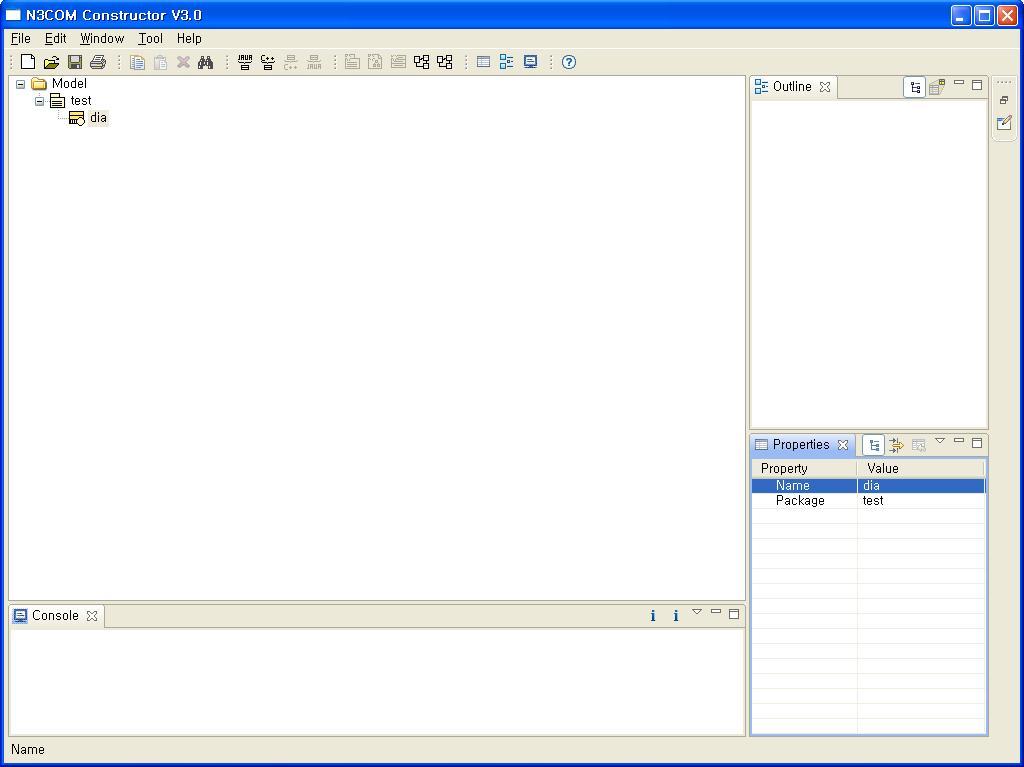 N3COM Constructor V3.0
File Edit Window Tool Help
Model
test
dia
Outline
Properties
Property Value
Name dia
Package test
Console
Name